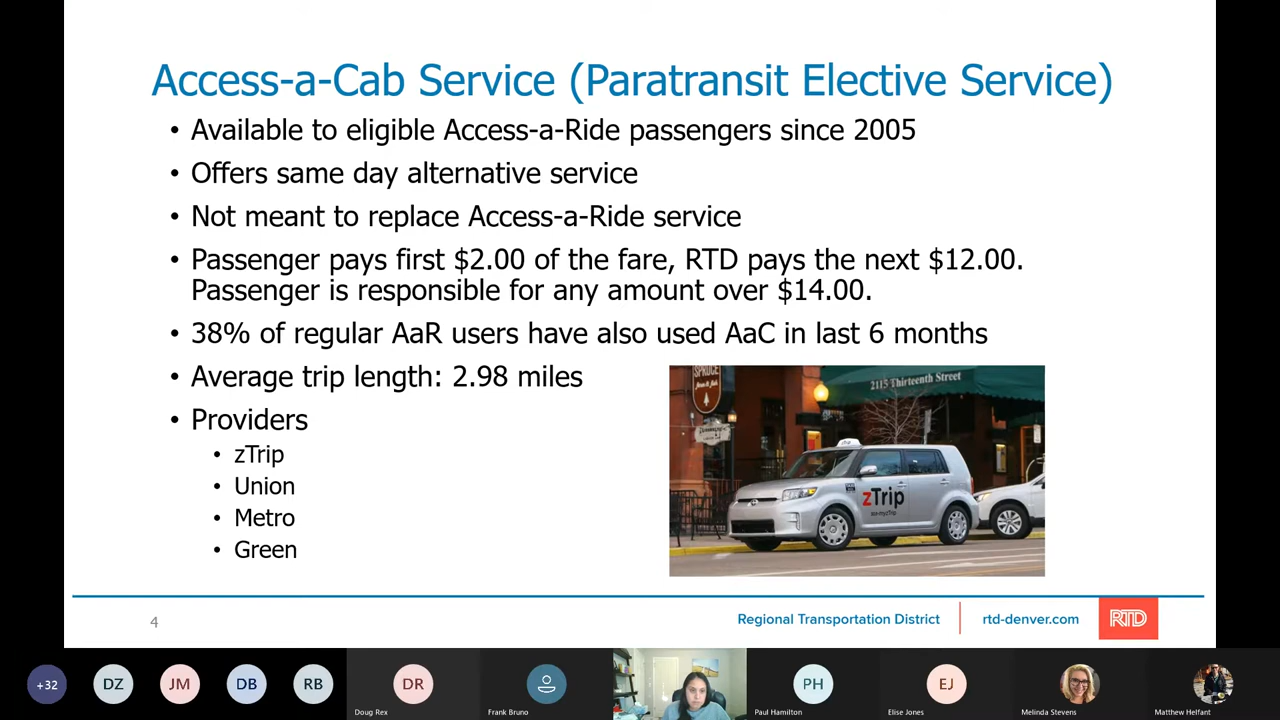 Access-a-Cab Service (Paratransit Elective Service)
• Available to eligible Access-a-Ride passengers since 2005
• Offers same day alternative service
• Not meant to replace Access-a-Ride service
• Passenger pays first $2.00 of the fare, RTD pays the next $12.00.
Passenger is responsible for any amount over $14.00.
• 38% of regular AaR users have also used AaC in last 6 months
• Average trip length: 2.98 miles
• Providers
• zTrip
• Union
• Metro
• Green
SPRUCE
2115 Thirteenth Street
zTrip
zTrip
4
Regional Transportation District
rtd-denver.com
RTD
+32
DZ
JM
DB
RB
DR
PH
EJ
Doug Rex
Frank Bruno
Paul Hamilton
Elise Jones
Melinda Stevens
Matthew Helfant